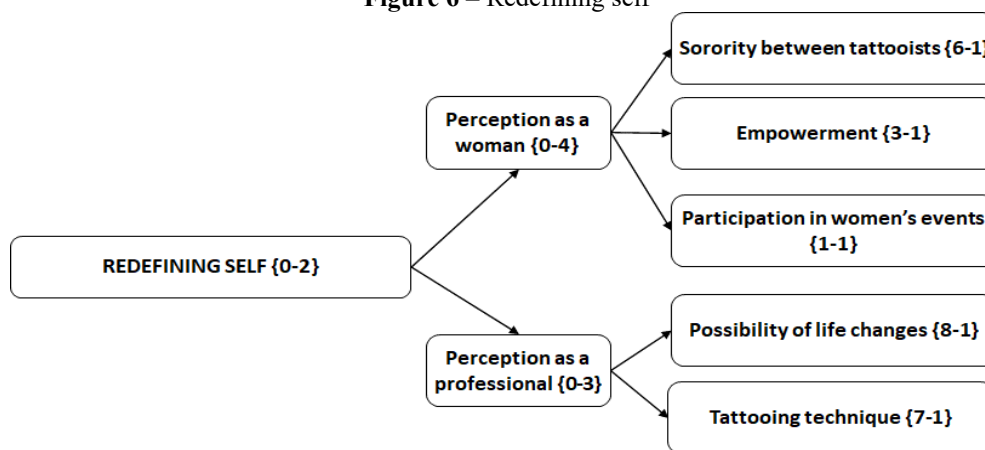 Figure 6 – Redefining self
Sorority between tattooists {6-1}
Perception as a
woman {0-4}
Empowerment {3-1}
Participation in women's events
{1-1}
REDEFINING SELF {0-2}
Possibility of life changes {8-1}
Perception as a
professional {0-3}
Tattooing technique {7-1}